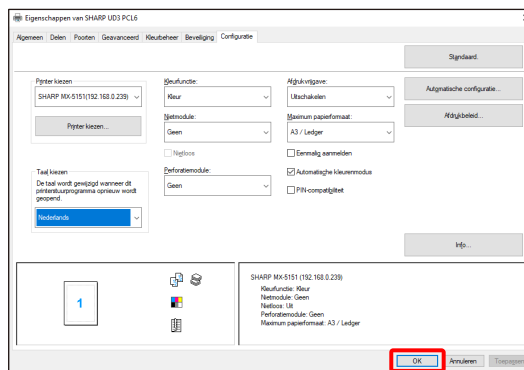 Eigenschappen van SHARP UD3 PCL6
Algemeen Delen Poorten Geavanceerd Kleurbeheer Beveiliging Configuratie
Standaard
Printer kiezen
SHARP MX-5151(192.168.0.239)
Printer kiezen...
Taal kiezen
De taal wordt gewijzigd wanneer dit
printerstuurprogramma opnieuw wordt
geopend.
Nederlands
Kleurfunctie:
Kleur
Nietmodule:
Geen
Nietloos
Perforatiemodule:
Geen
Afdrukvrijgave:
Uitschakelen
Maximum papierformaat:
A3 / Ledger
Eenmalig aanmelden
Automatische kleurenmodus
PIN-compatibiliteit
Automatische configuratie...
Afdrukbeleid...
Info...
1
SHARP MX-5151 (192.168.0.239)
Kleurfunctie: Kleur
Nietmodule: Geen
Nietloos: Uit
Perforatiemodule: Geen
Maximum papierformaat: A3 / Ledger
OK Annuleren Toepassen